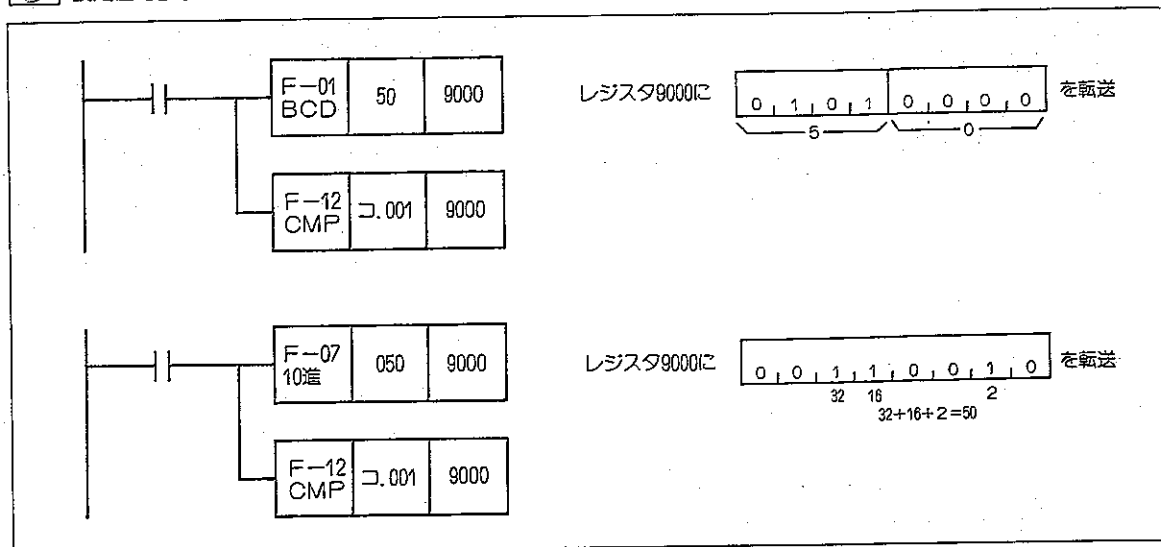 F-01 BCD 50 9000
レジスタ9000に 0 1 0 1 0 0 0 0 を転送
5 0
F-12 CMP コ.001 9000
F-07 10進 050 9000
レジスタ9000に 0 0 1 1 0 0 1 0 を転送
32 16 2
32+16+2=50
F-12 CMP コ.001 9000